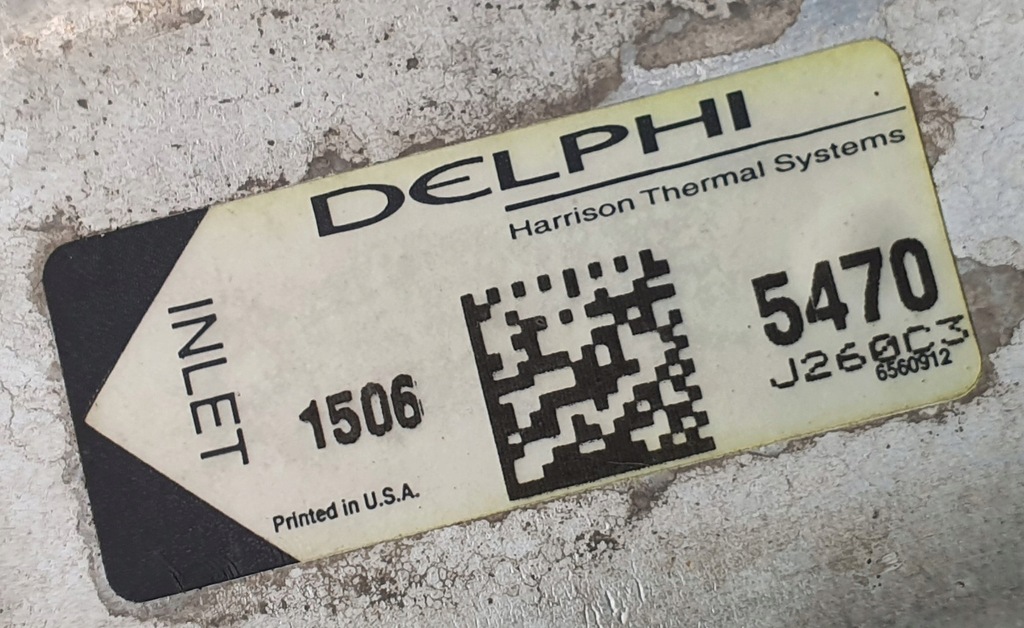 DELPHI
Harrison Thermal Systems
INLET
1506
5470
J260C3
6560912
Printed in U.S.A.